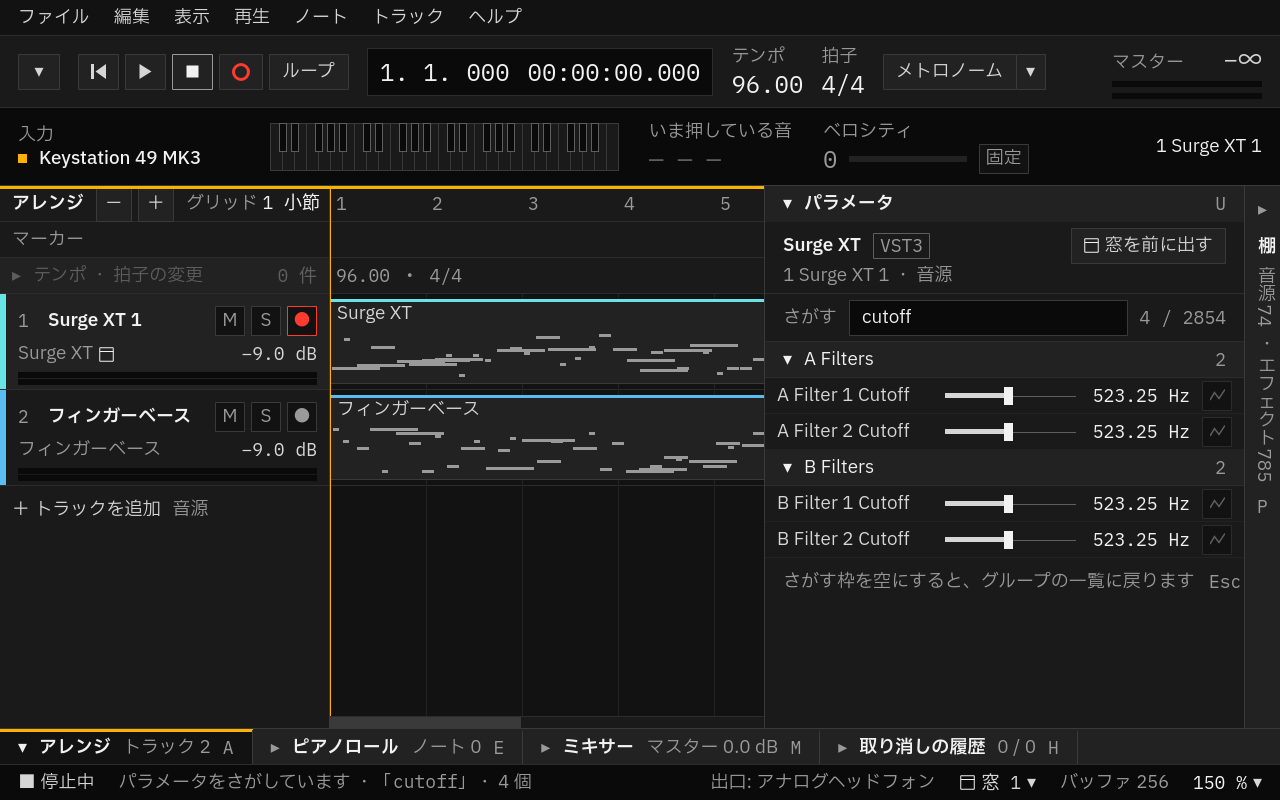 ファイル 編集 表示 再生 ノート トラック ヘルプ
▼ ループ 1. 1. 000 00:00:00.000 テンポ 96.00 拍子 4/4 メトロノーム ▼ マスター −∞
入力
Keystation 49 MK3
いま押している音
— — —
ベロシティ
0 固定
1 Surge XT 1
アレンジ − + グリッド 1 小節 1 2 3 4 5
マーカー
▶ テンポ · 拍子の変更 0 件 96.00 • 4/4
1 Surge XT 1 M S
Surge XT −9.0 dB
Surge XT
2 フィンガーベース M S
フィンガーベース −9.0 dB
フィンガーベース
+ トラックを追加 音源
▼ パラメータ U
Surge XT VST3 窓を前に出す
1 Surge XT 1 · 音源
さがす cutoff 4 / 2854
▼ A Filters 2
A Filter 1 Cutoff 523.25 Hz
A Filter 2 Cutoff 523.25 Hz
▼ B Filters 2
B Filter 1 Cutoff 523.25 Hz
B Filter 2 Cutoff 523.25 Hz
さがす枠を空にすると、グループの一覧に戻ります Esc
▶ 棚 音源 74 · エフェクト 785 P
▼ アレンジ トラック 2 A ▶ ピアノロール ノート 0 E ▶ ミキサー マスター 0.0 dB M ▶ 取り消しの履歴 0 / 0 H
停止中 パラメータをさがしています · 「cutoff」 · 4 個 出口: アナログヘッドフォン 窓 1 ▼ バッファ 256 150 % ▼